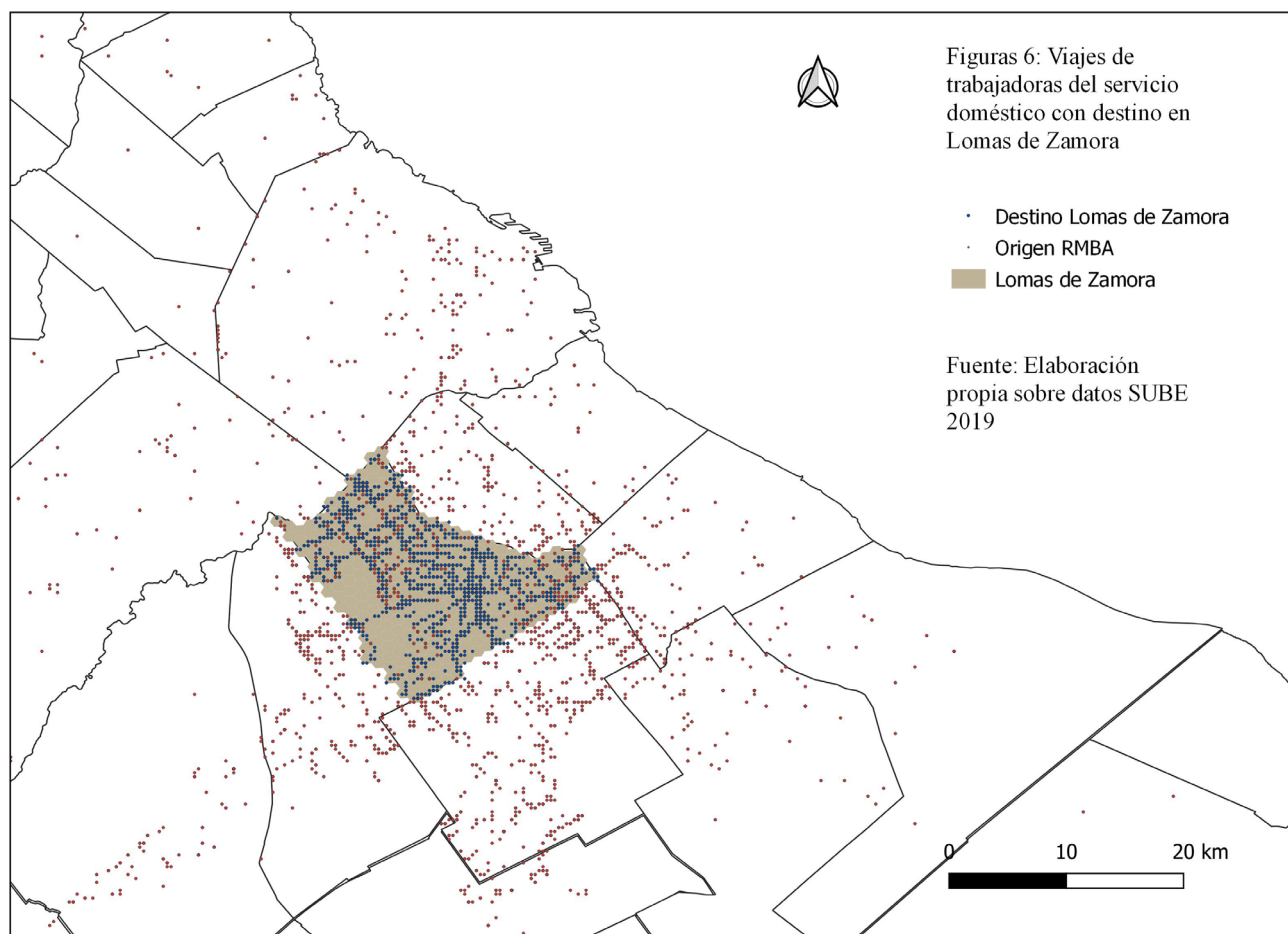 Figuras 6: Viajes de
trabajadoras del servicio
doméstico con destino en
Lomas de Zamora
Destino Lomas de Zamora
Origen RMBA
Lomas de Zamora
Fuente: Elaboración
propia sobre datos SUBE
2019
0 10 20 km